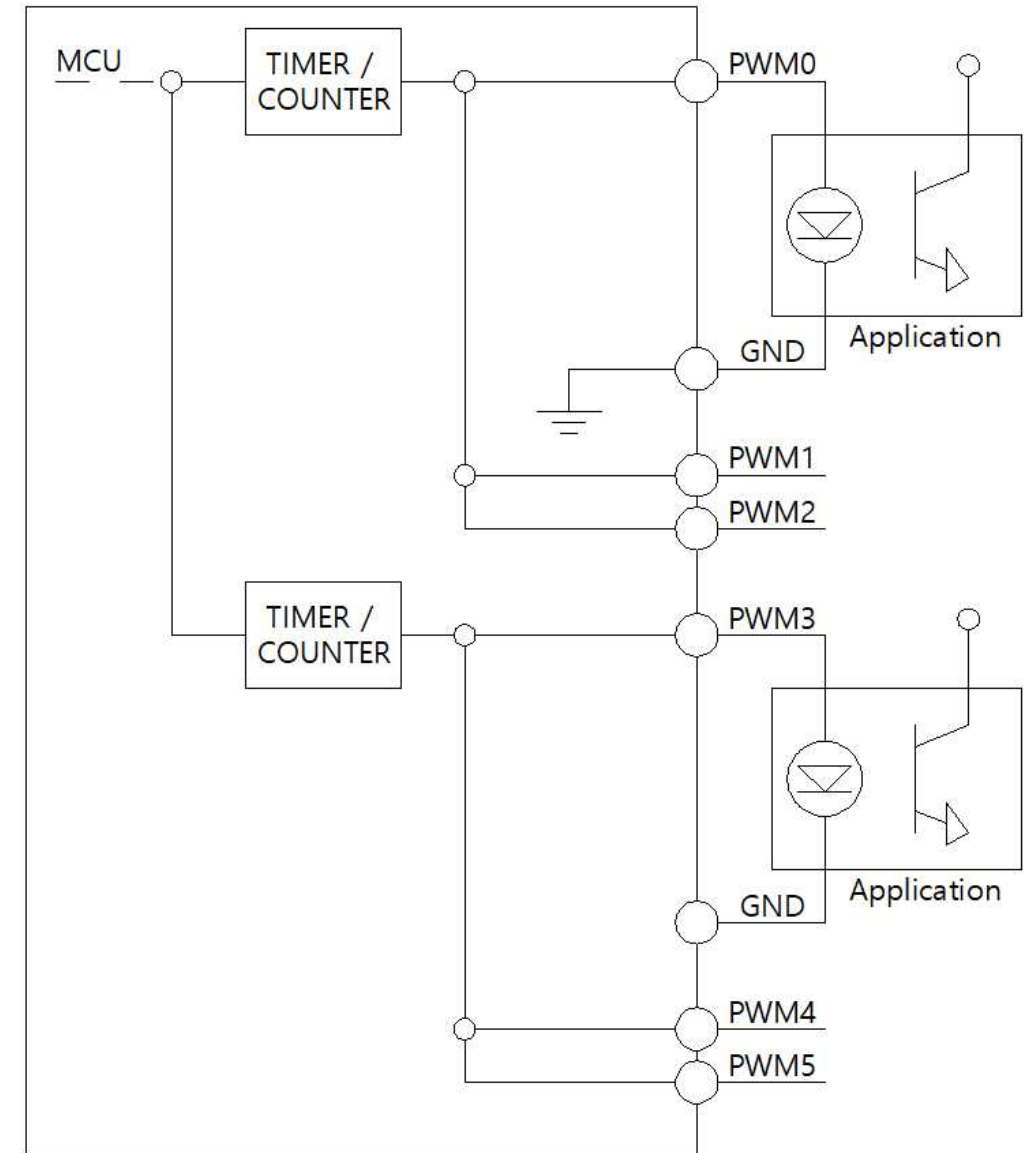 MCU
TIMER /
COUNTER
PWM0
Application
GND
PWM1
PWM2
TIMER /
COUNTER
PWM3
Application
GND
PWM4
PWM5